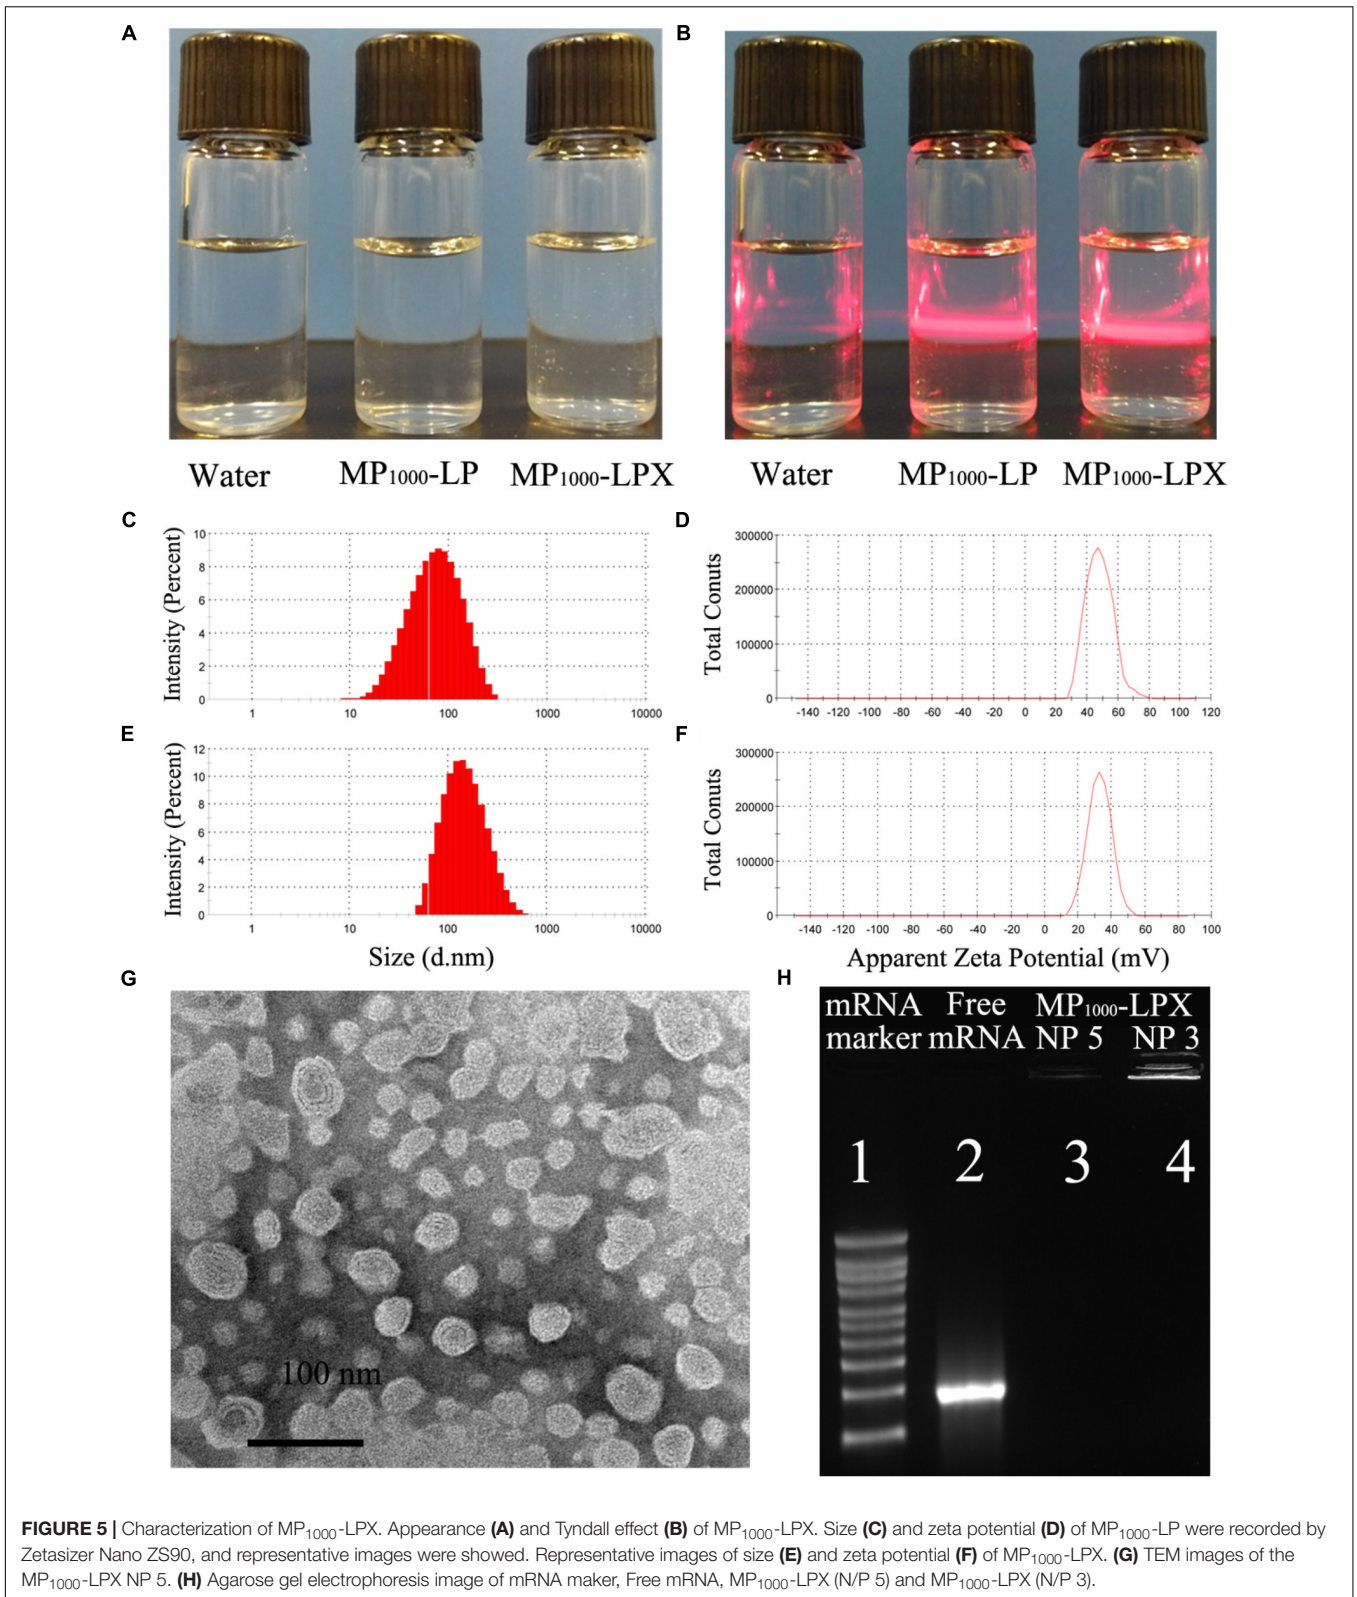 A
B
Water
MP1000-LP
MP1000-LPX
Water
MP1000-LP
MP1000-LPX
C
Intensity (Percent)
10
8
6
4
2
0
1
10
100
1000
10000
D
Total Conuts
300000
200000
100000
0
-140
-120
-100
-80
-60
-40
-20
0
20
40
60
80
100
120
E
Intensity (Percent)
12
10
8
6
4
2
0
1
10
100
1000
10000
Size (d.nm)
F
Total Conuts
300000
200000
100000
0
-140
-120
-100
-80
-60
-40
-20
0
20
40
60
80
100
Apparent Zeta Potential (mV)
G
100 nm
H
mRNA Free MP1000-LPX
marker mRNA NP 5 NP 3
1 2 3 4
FIGURE 5 | Characterization of MP1000-LPX. Appearance (A) and Tyndall effect (B) of MP1000-LPX. Size (C) and zeta potential (D) of MP1000-LP were recorded by
Zetasizer Nano ZS90, and representative images were showed. Representative images of size (E) and zeta potential (F) of MP1000-LPX. (G) TEM images of the
MP1000-LPX NP 5. (H) Agarose gel electrophoresis image of mRNA maker, Free mRNA, MP1000-LPX (N/P 5) and MP1000-LPX (N/P 3).